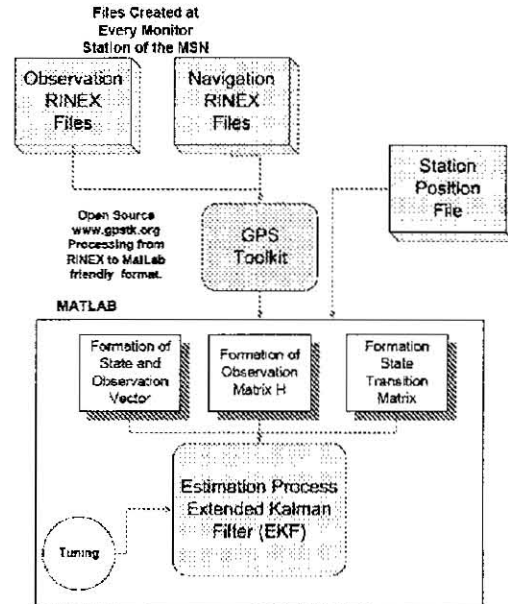 Files Created at
Every Monitor
Station of the MSN
Observation
RINEX
Files
Navigation
RINEX
Files
Station
Position
File
Open Source
www.gpstk.org
Processing from
RINEX to MatLab
friendly format.
GPS
Toolkit
MATLAB
Formation of
State and
Observation
Vector
Formation of
Observation
Matrix H
Formation
State
Transition
Matrix
Estimation Process
Extended Kalman
Filter (EKF)
Tuning